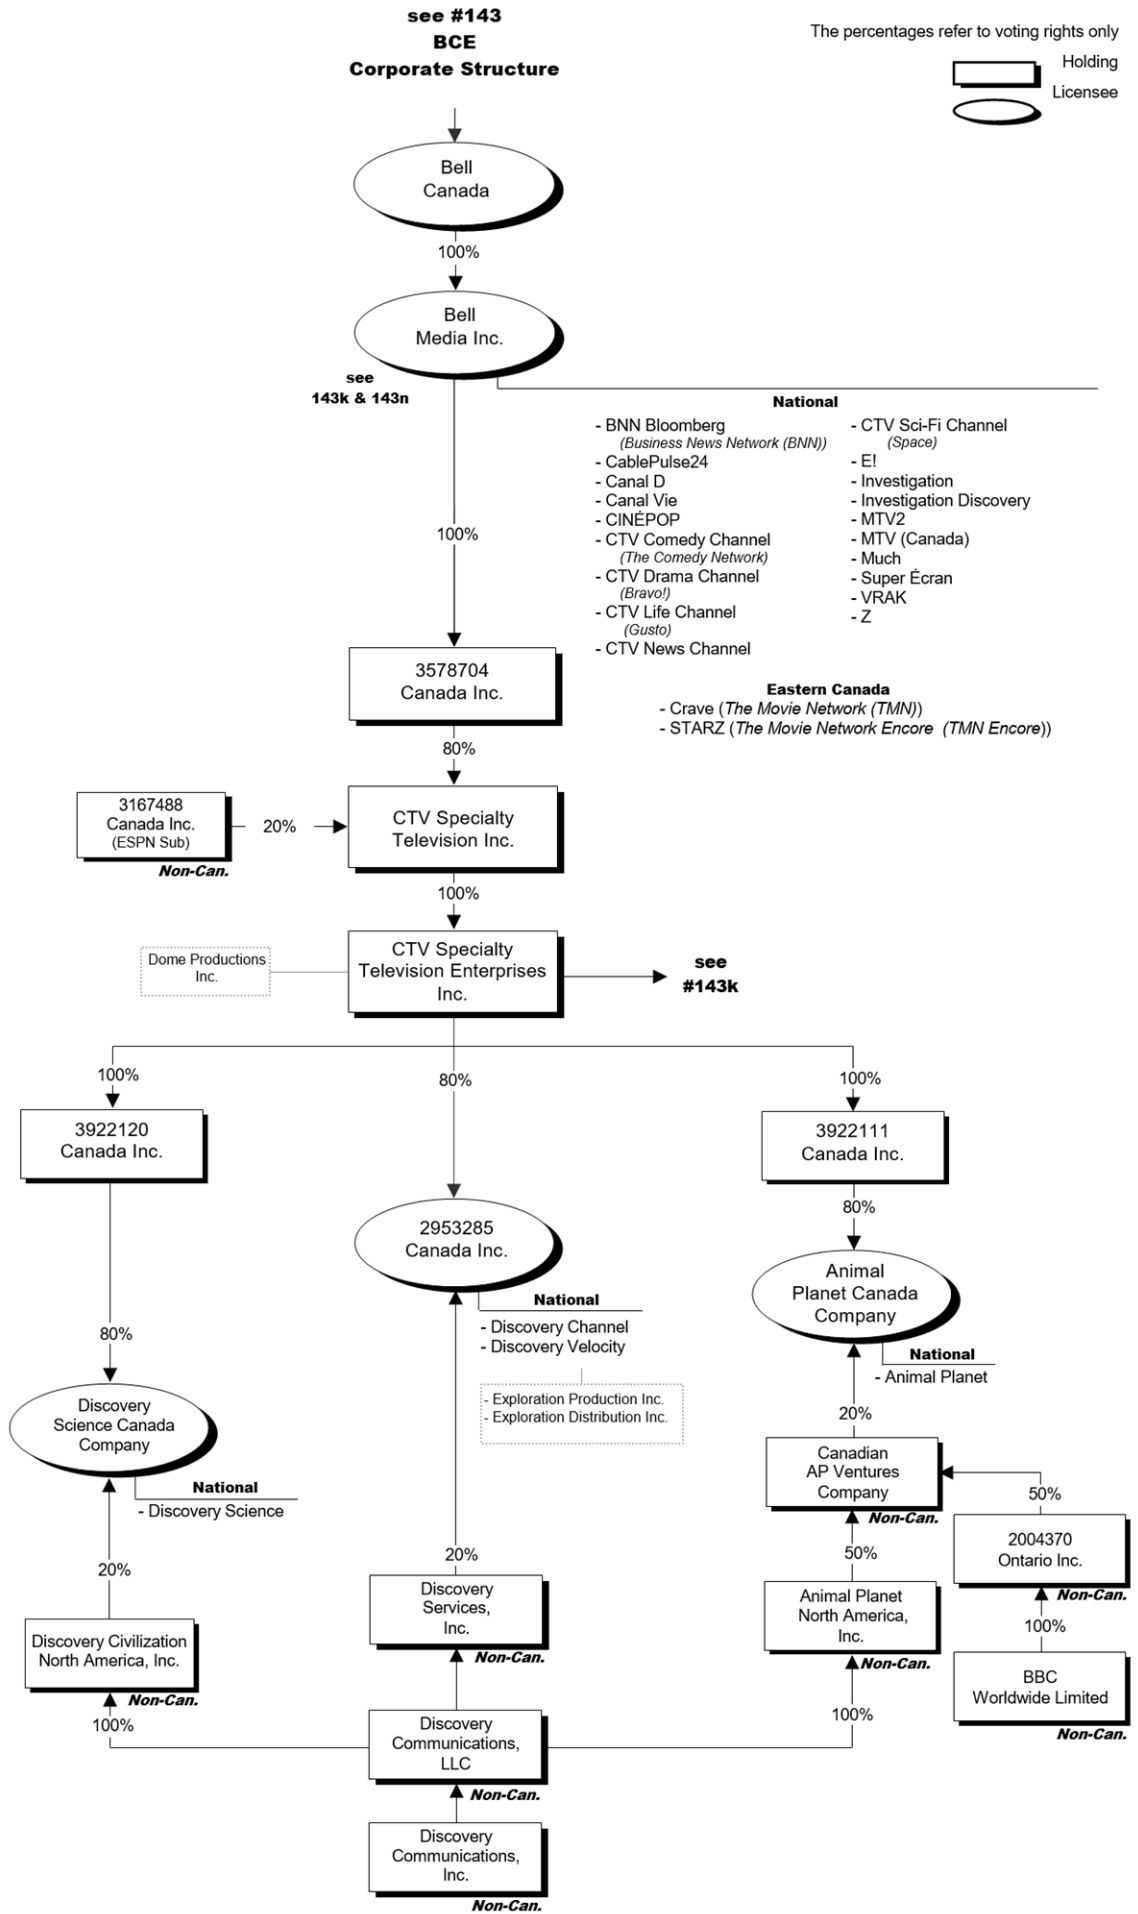 see #143
BCE
Corporate Structure
The percentages refer to voting rights only
Holding
Licensee
Bell
Canada
100%
Bell
Media Inc.
see
143k & 143n
National
- BNN Bloomberg
(Business News Network (BNN))
- CablePulse24
- Canal D
- Canal Vie
- CINÉPOP
- CTV Comedy Channel
(The Comedy Network)
- CTV Drama Channel
(Bravo!)
- CTV Life Channel
(Gusto)
- CTV News Channel
- CTV Sci-Fi Channel
(Space)
- E!
- Investigation
- Investigation Discovery
- MTV2
- MTV (Canada)
- Much
- Super Écran
- VRAK
- Z
Eastern Canada
- Crave (The Movie Network (TMN))
- STARZ (The Movie Network Encore (TMN Encore))
100%
3578704
Canada Inc.
80%
3167488
Canada Inc.
(ESPN Sub)
Non-Can.
20%
CTV Specialty
Television Inc.
100%
Dome Productions
Inc.
CTV Specialty
Television Enterprises
Inc.
see
#143k
100%
80%
100%
3922120
Canada Inc.
3922111
Canada Inc.
80%
2953285
Canada Inc.
National
- Discovery Channel
- Discovery Velocity
- Exploration Production Inc.
- Exploration Distribution Inc.
Animal
Planet Canada
Company
National
- Animal Planet
80%
Discovery
Science Canada
Company
National
- Discovery Science
20%
Canadian
AP Ventures
Company
Non-Can.
50%
2004370
Ontario Inc.
Non-Can.
20%
20%
50%
Discovery
Services,
Inc.
Non-Can.
Animal Planet
North America,
Inc.
Non-Can.
100%
Discovery Civilization
North America, Inc.
Non-Can.
BBC
Worldwide Limited
Non-Can.
100%
Discovery
Communications,
LLC
Non-Can.
100%
Discovery
Communications,
Inc.
Non-Can.